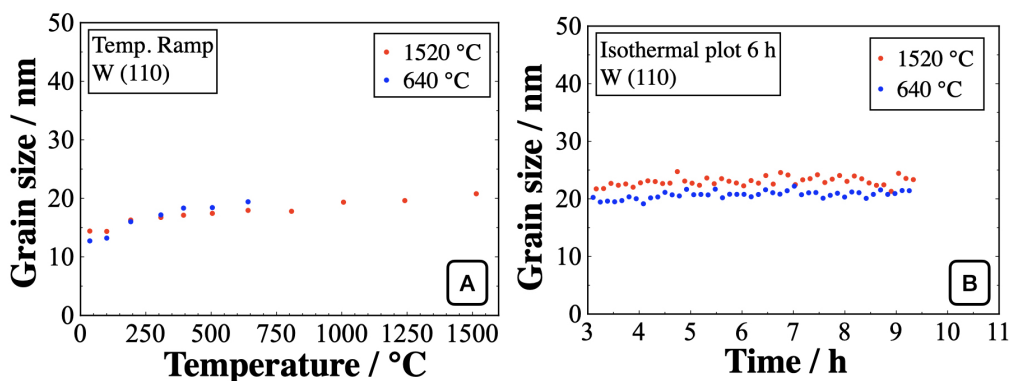 50
40
30
20
10
0
Grain size / nm
Temp. Ramp
W (110)
1520 °C
640 °C
A
0 250 500 750 1000 1250 1500
Temperature / °C
50
40
30
20
10
0
Grain size / nm
Isothermal plot 6 h
W (110)
1520 °C
640 °C
B
3 4 5 6 7 8 9 10 11
Time / h